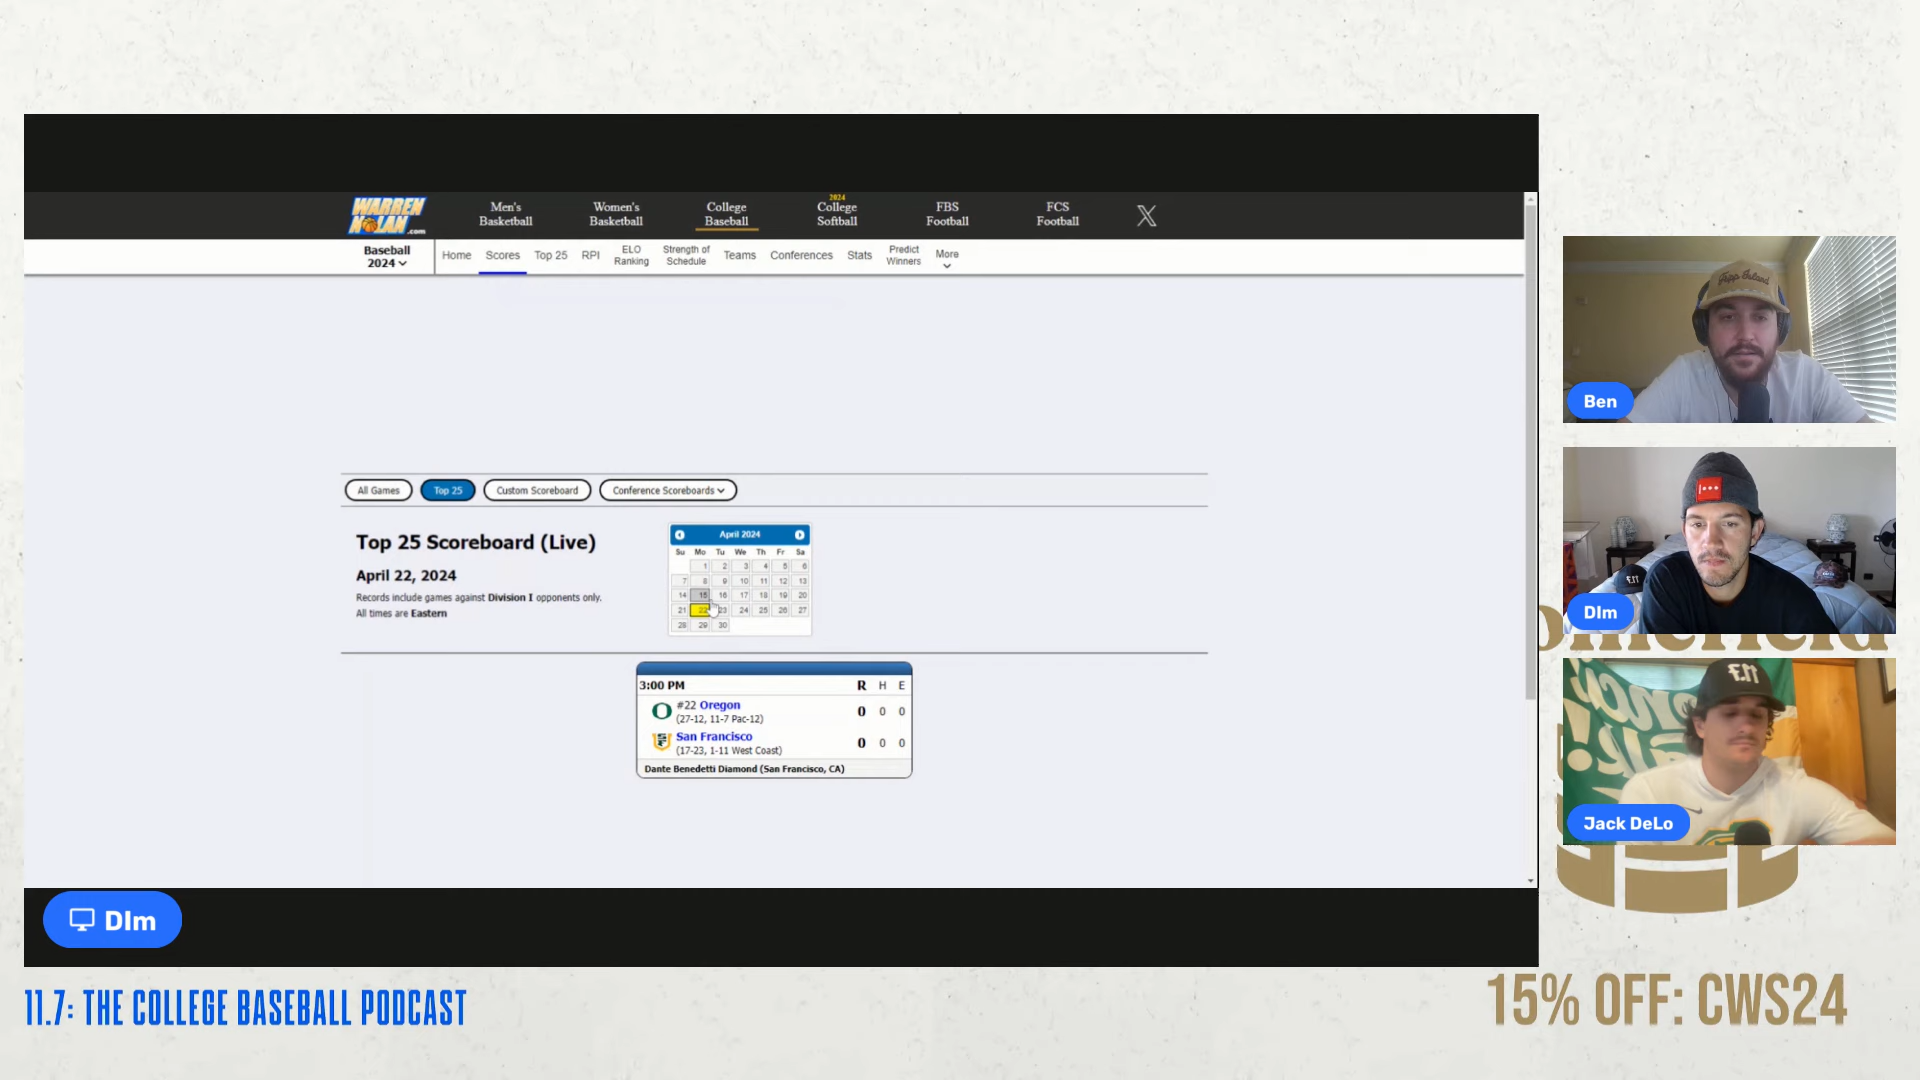 WARREN
NOLAN.com
Men's
Basketball
Women's
Basketball
College
Baseball
2024
College
Softball
FBS
Football
FCS
Football
X
Baseball
2024
Home
Scores
Top 25
RPI
ELO
Ranking
Strength of
Schedule
Teams
Conferences
Stats
Predict
Winners
More
All Games
Top 25
Custom Scoreboard
Conference Scoreboards
Top 25 Scoreboard (Live)
April 22, 2024
Records include games against Division I opponents only.
All times are Eastern
April 2024
Su Mo Tu We Th Fr Sa
1 2 3 4 5 6
7 8 9 10 11 12 13
14 15 16 17 18 19 20
21 22 23 24 25 26 27
28 29 30
3:00 PM R H E
#22 Oregon 0 0 0
(27-12, 11-7 Pac-12)
San Francisco 0 0 0
(17-23, 1-11 West Coast)
Dante Benedetti Diamond (San Francisco, CA)
Ben
Dlm
11.7
Jack DeLo
Dlm
11.7: THE COLLEGE BASEBALL PODCAST
15% OFF: CWS24